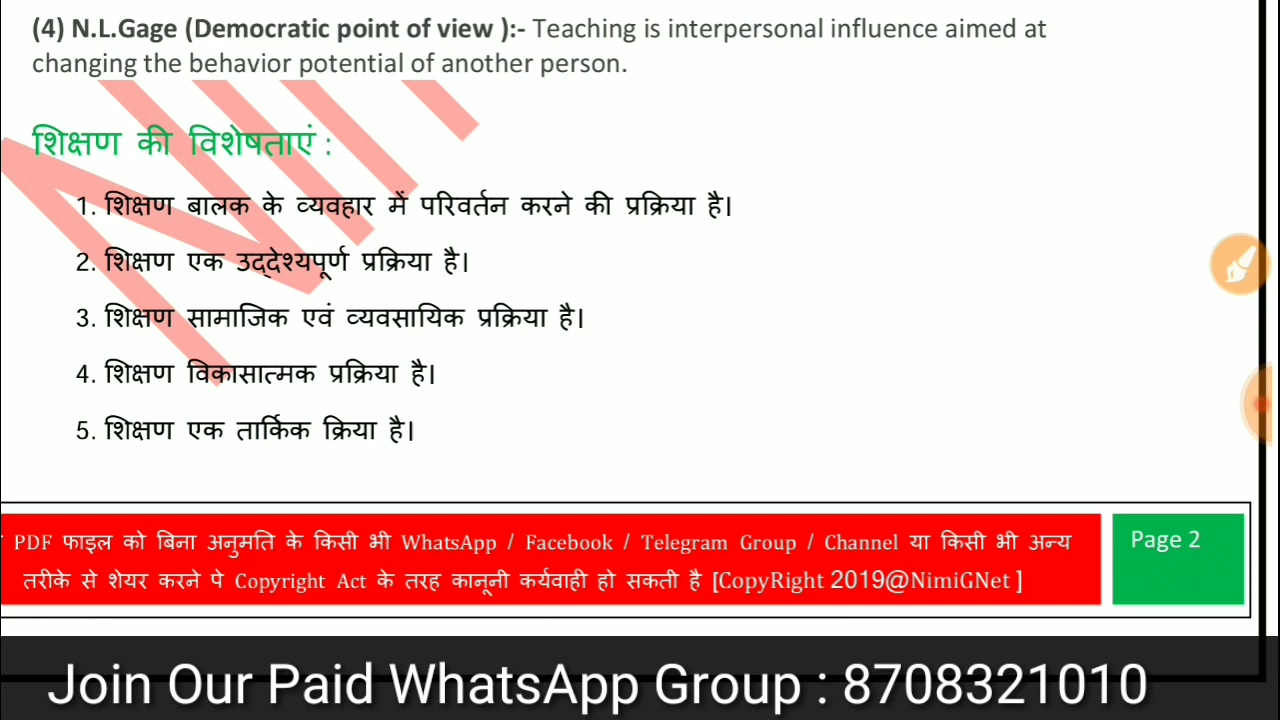 (4) N.L.Gage (Democratic point of view ):- Teaching is interpersonal influence aimed at
changing the behavior potential of another person.
शिक्षण की विशेषताएं :
1. शिक्षण बालक के व्यवहार में परिवर्तन करने की प्रक्रिया है।
2. शिक्षण एक उद्देश्यपूर्ण प्रक्रिया है।
3. शिक्षण सामाजिक एवं व्यवसायिक प्रक्रिया है।
4. शिक्षण विकासात्मक प्रक्रिया है।
5. शिक्षण एक तार्किक क्रिया है।
PDF फाइल को बिना अनुमति के किसी भी WhatsApp / Facebook / Telegram Group / Channel या किसी भी अन्य
तरीके से शेयर करने पे Copyright Act के तरह कानूनी कर्यवाही हो सकती है [CopyRight 2019@NimiGNet ]
Page 2
Join Our Paid WhatsApp Group : 8708321010